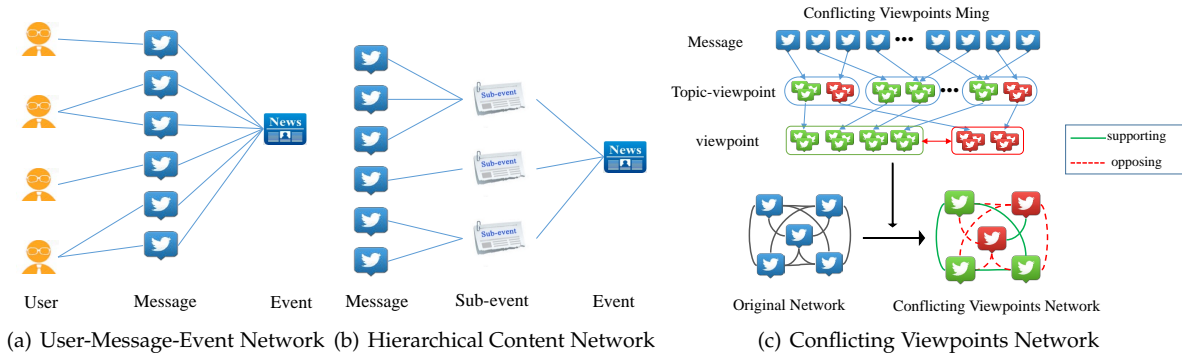 Conflicting Viewpoints Ming
Message
Topic-viewpoint
viewpoint
supporting
opposing
News
Sub-event
Sub-event
Sub-event
News
User
Message
Event
Message
Sub-event
Event
Original Network
Conflicting Viewpoints Network
(a) User-Message-Event Network
(b) Hierarchical Content Network
(c) Conflicting Viewpoints Network